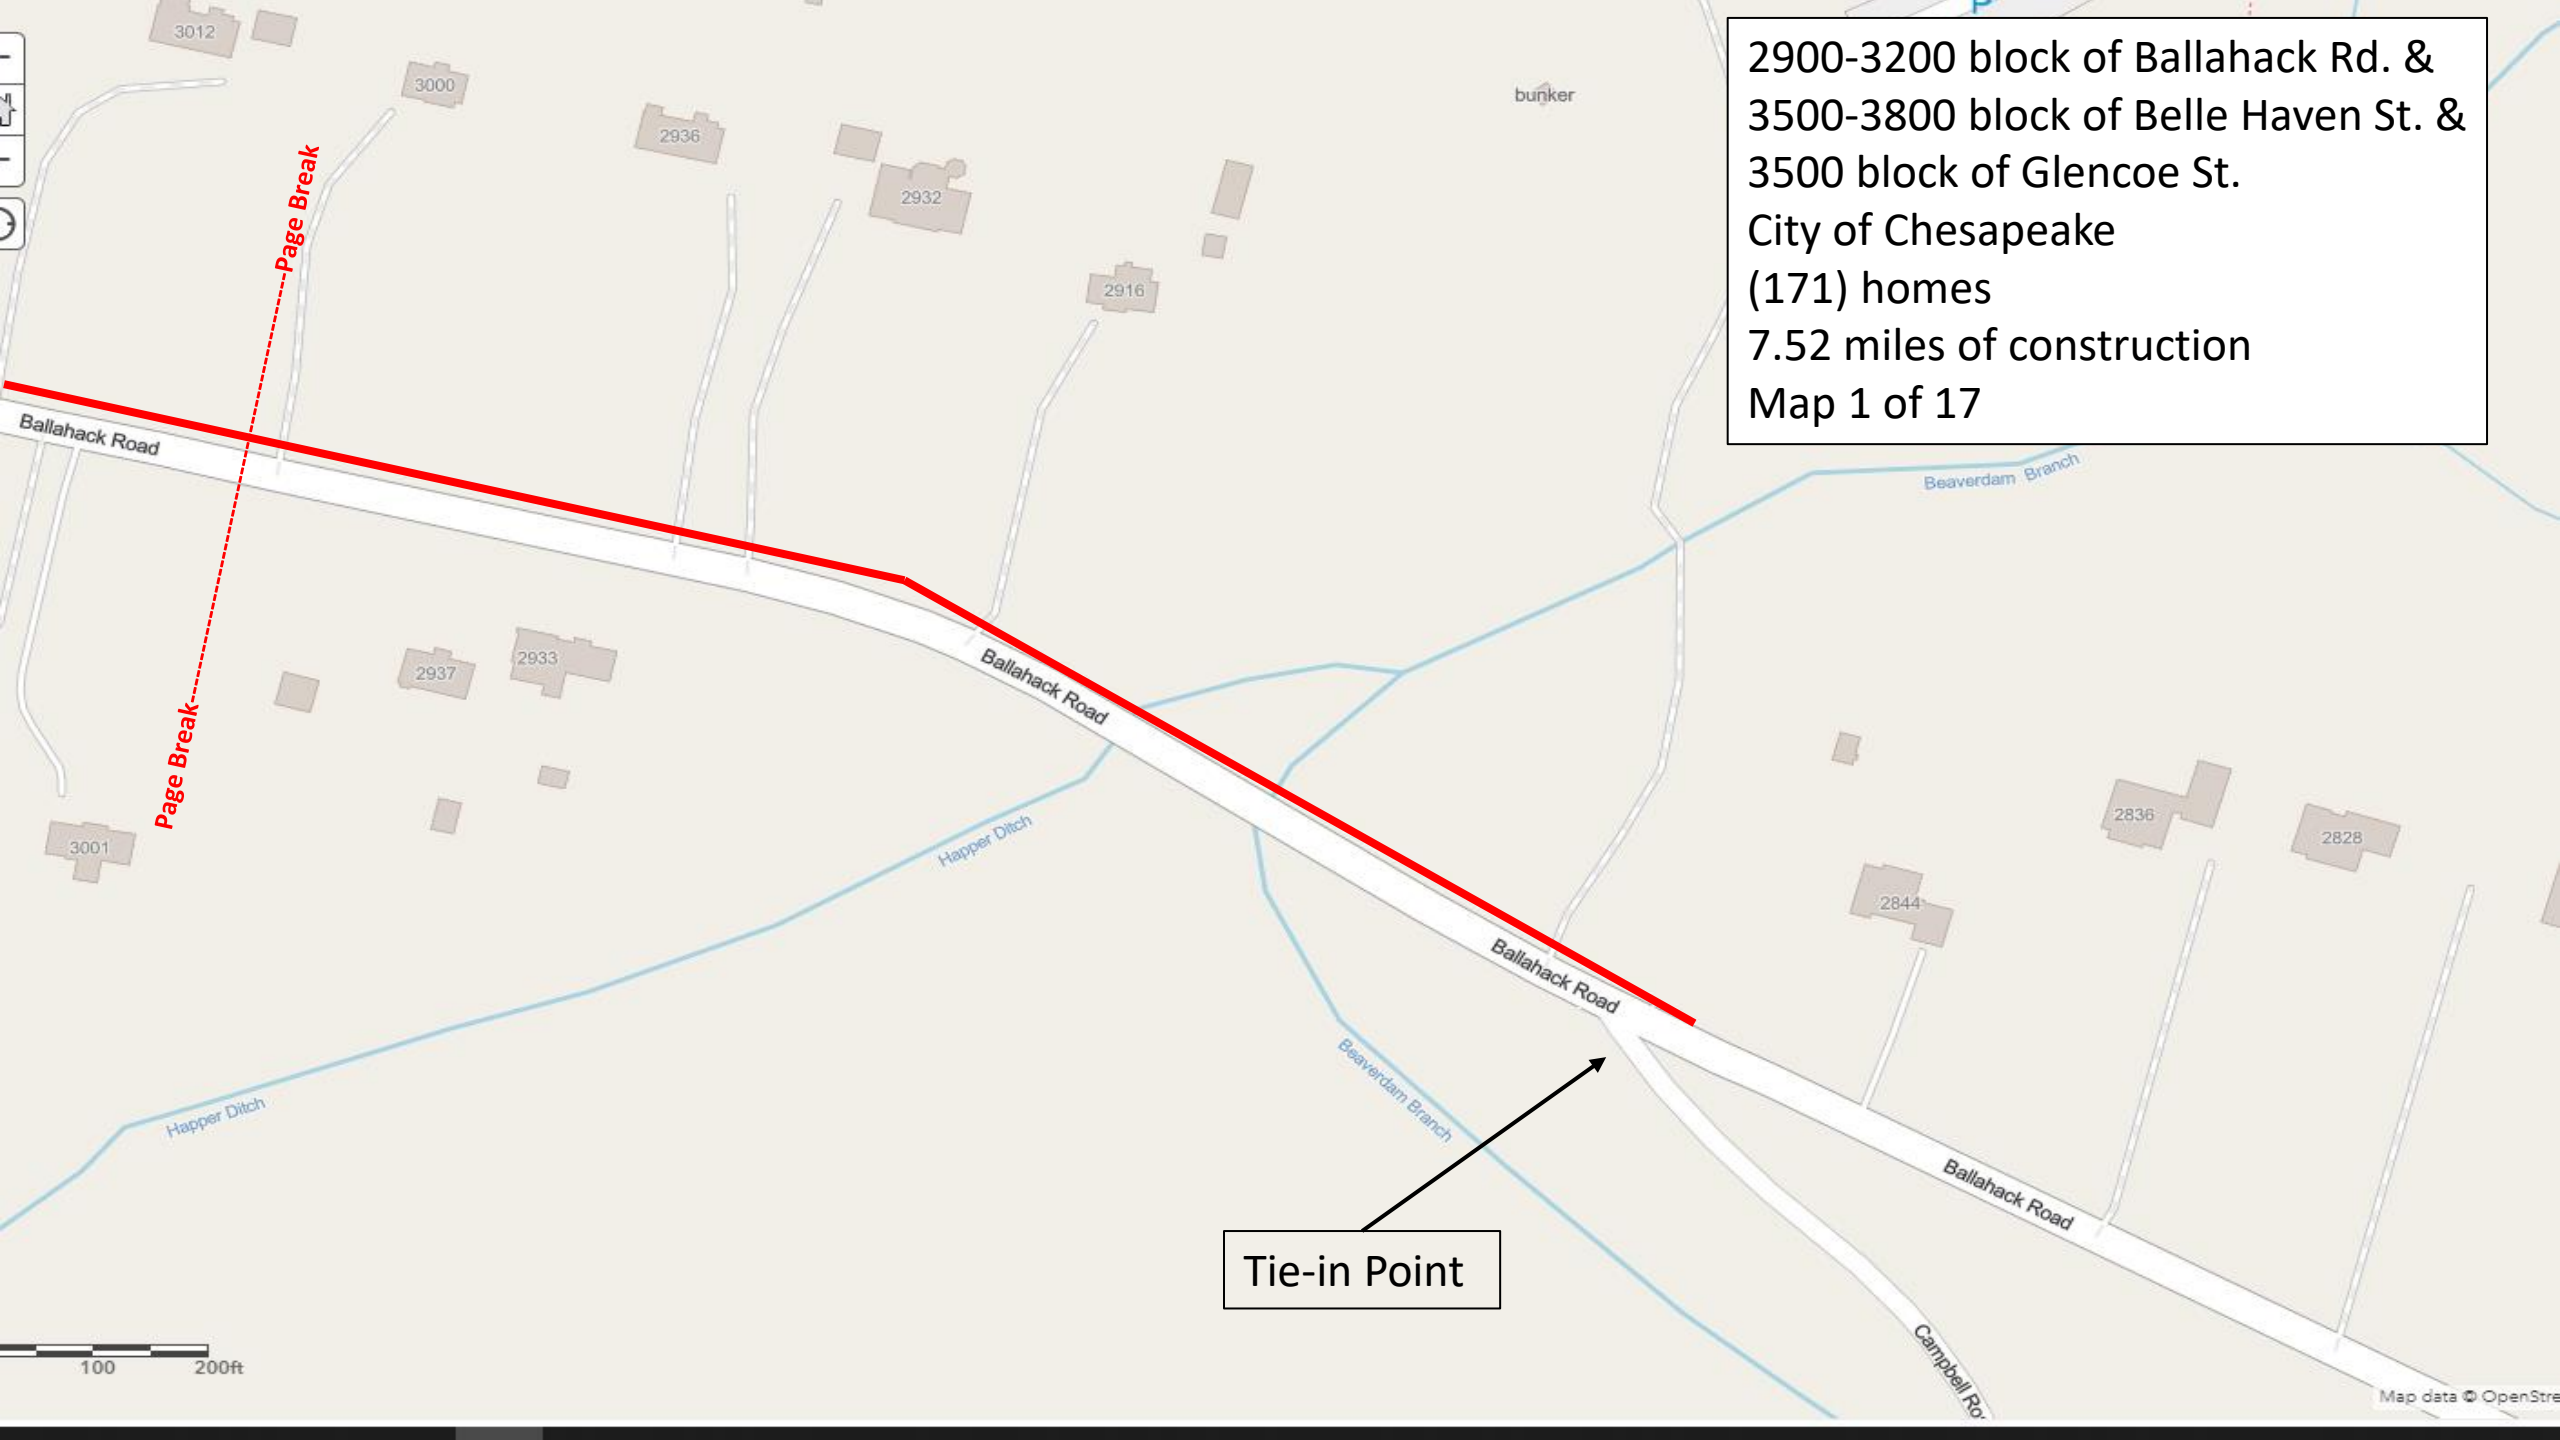 2900-3200 block of Ballahack Rd. &
3500-3800 block of Belle Haven St. &
3500 block of Glencoe St.
City of Chesapeake
(171) homes
7.52 miles of construction
Map 1 of 17
P
3012
3000
2936
bunker
2932
2916
Page Break
Ballahack Road
Beaverdam Branch
2937
2933
Ballahack Road
Page Break
3001
Happer Ditch
2836
2828
2844
Ballahack Road
Beaverdam Branch
Happer Ditch
Ballahack Road
Tie-in Point
Campbell
100
200ft
Map data ©